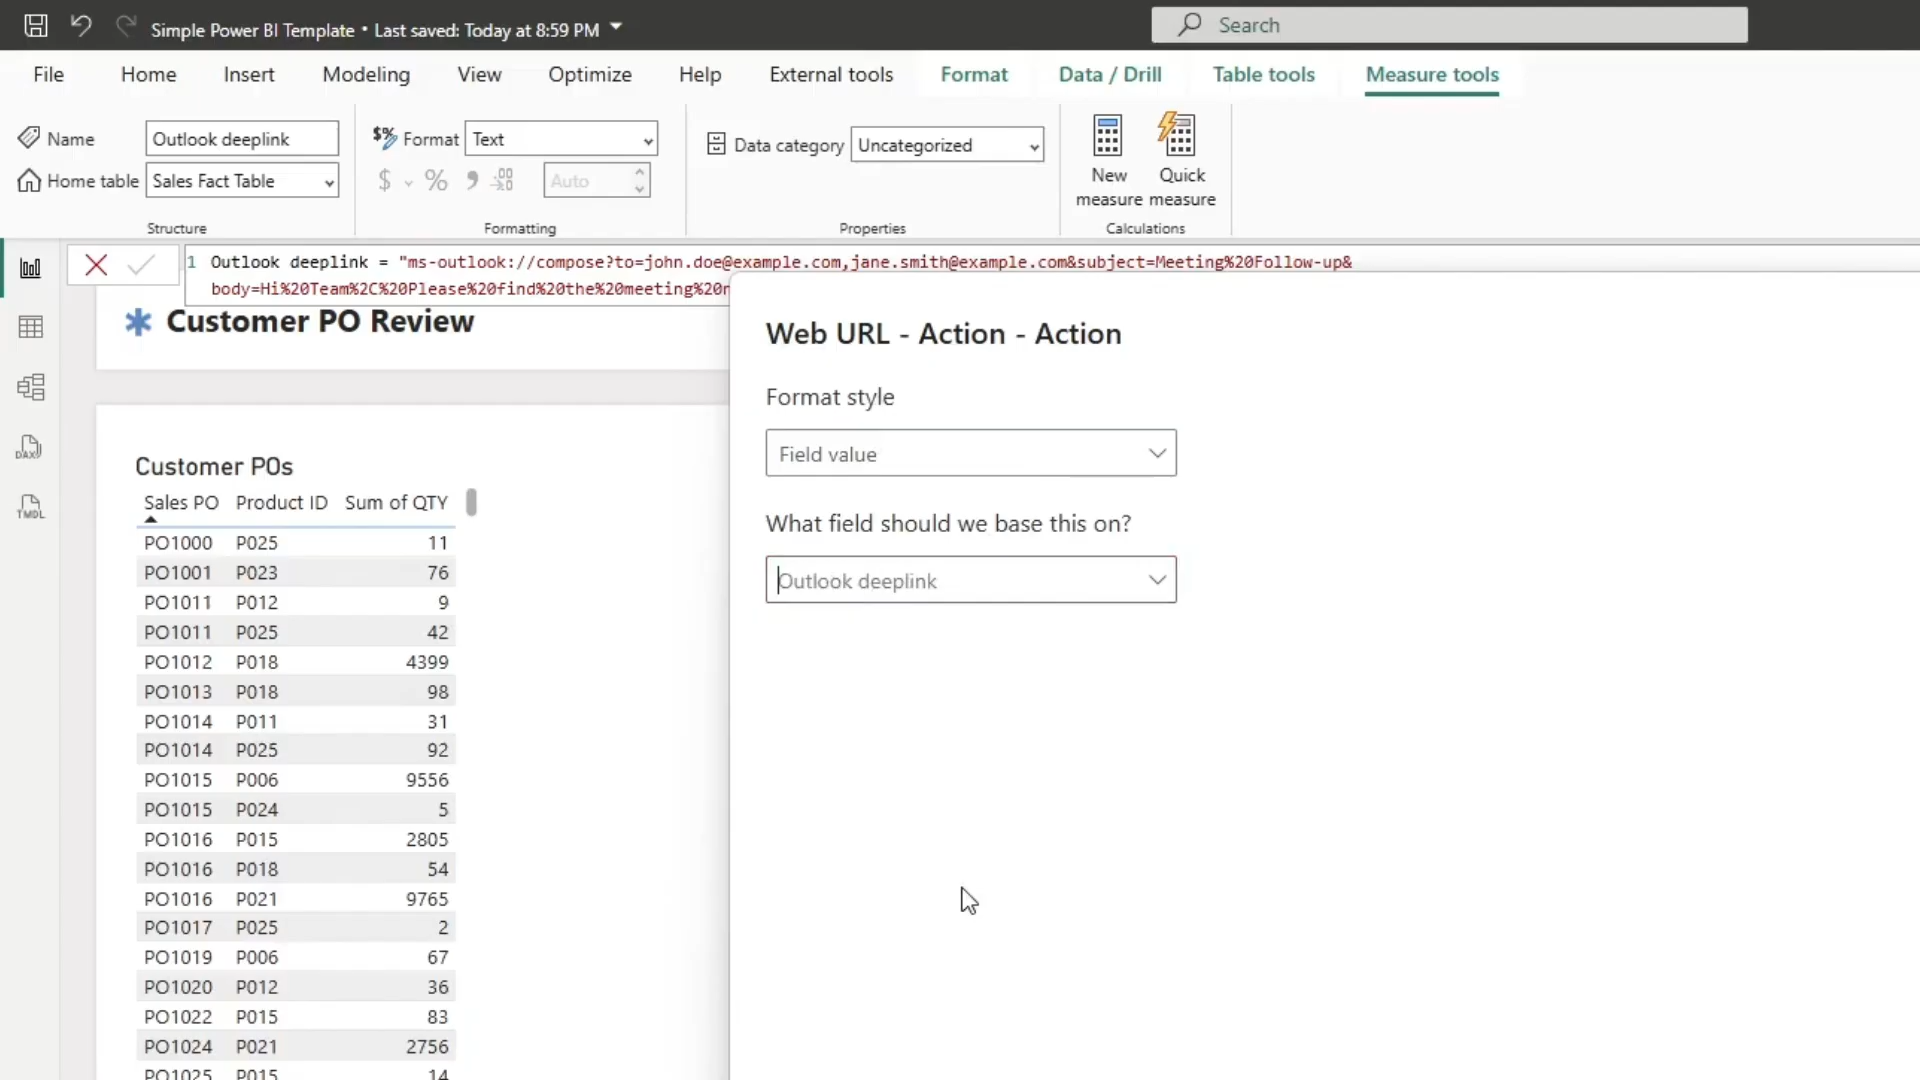 Simple Power BI Template • Last saved: Today at 8:59 PM
Search
File Home Insert Modeling View Optimize Help External tools Format Data / Drill Table tools Measure tools
Name Outlook deeplink
Home table Sales Fact Table
Structure
$% Format Text
$ % Auto
Formatting
Data category Uncategorized
Properties
New measure
Quick measure
Calculations
1 Outlook deeplink = "ms-outlook://compose?to=john.doe@example.com,jane.smith@example.com&subject=Meeting%20Follow-up&
body=Hi%20Team%2C%20Please%20find%20the%20meeting%20
DAX
TMDL
Customer PO Review
Customer POs
Sales PO Product ID Sum of QTY
PO1000 P025 11
PO1001 P023 76
PO1011 P012 9
PO1011 P025 42
PO1012 P018 4399
PO1013 P018 98
PO1014 P011 31
PO1014 P025 92
PO1015 P006 9556
PO1015 P024 5
PO1016 P015 2805
PO1016 P018 54
PO1016 P021 9765
PO1017 P025 2
PO1019 P006 67
PO1020 P012 36
PO1022 P015 83
PO1024 P021 2756
PO1025 P015 14
Web URL - Action - Action
Format style
Field value
What field should we base this on?
Outlook deeplink